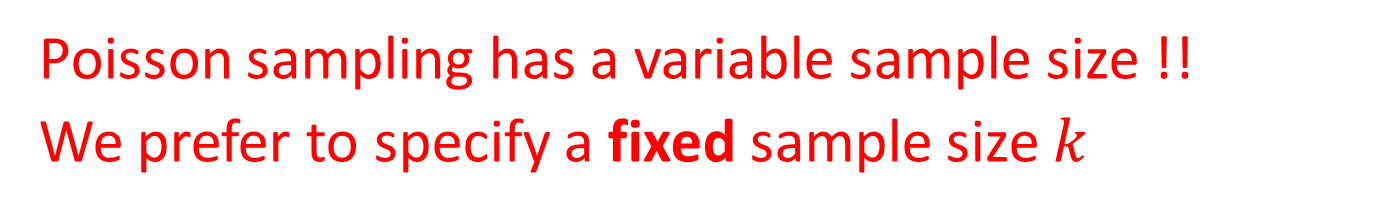 Poisson sampling has a variable sample size !!
We prefer to specify a fixed sample size k